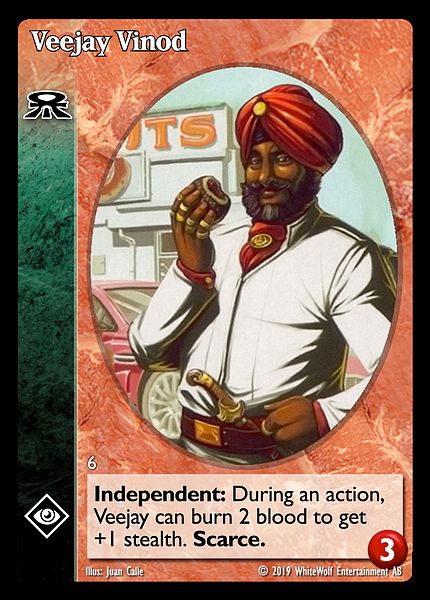 Veejay Vinod
UTS
6
Independent: During an action,
Veejay can burn 2 blood to get
+1 stealth. Scarce.
3
Illus: Juan Calle
© 2019 WhiteWolf Entertainment AB